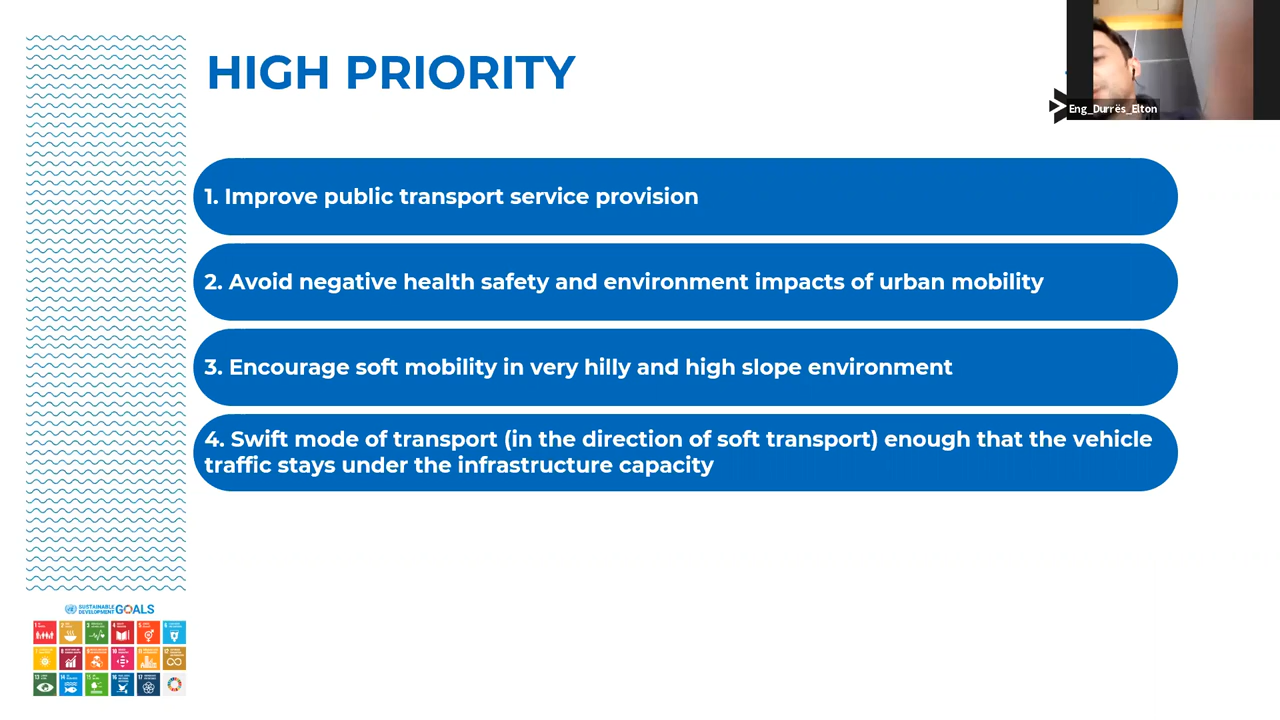 HIGH PRIORITY
Eng_Durrës_Elton
1. Improve public transport service provision
2. Avoid negative health safety and environment impacts of urban mobility
3. Encourage soft mobility in very hilly and high slope environment
4. Swift mode of transport (in the direction of soft transport) enough that the vehicle
traffic stays under the infrastructure capacity
SUSTAINABLE
DEVELOPMENT GOALS